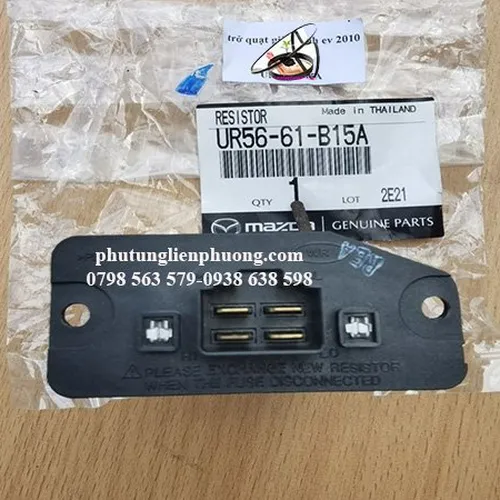 trở quạt ev 2010
RESISTOR Made in THAILAND
UR56-61-B15A
QTY 1 LOT 2E21
mazda GENUINE PARTS
phutunglienphuong.com
0798 563 579-0938 638 598
PLEASE EXCHANGE NEW RESISTOR
WHEN THE FUSE DISCONNECTED